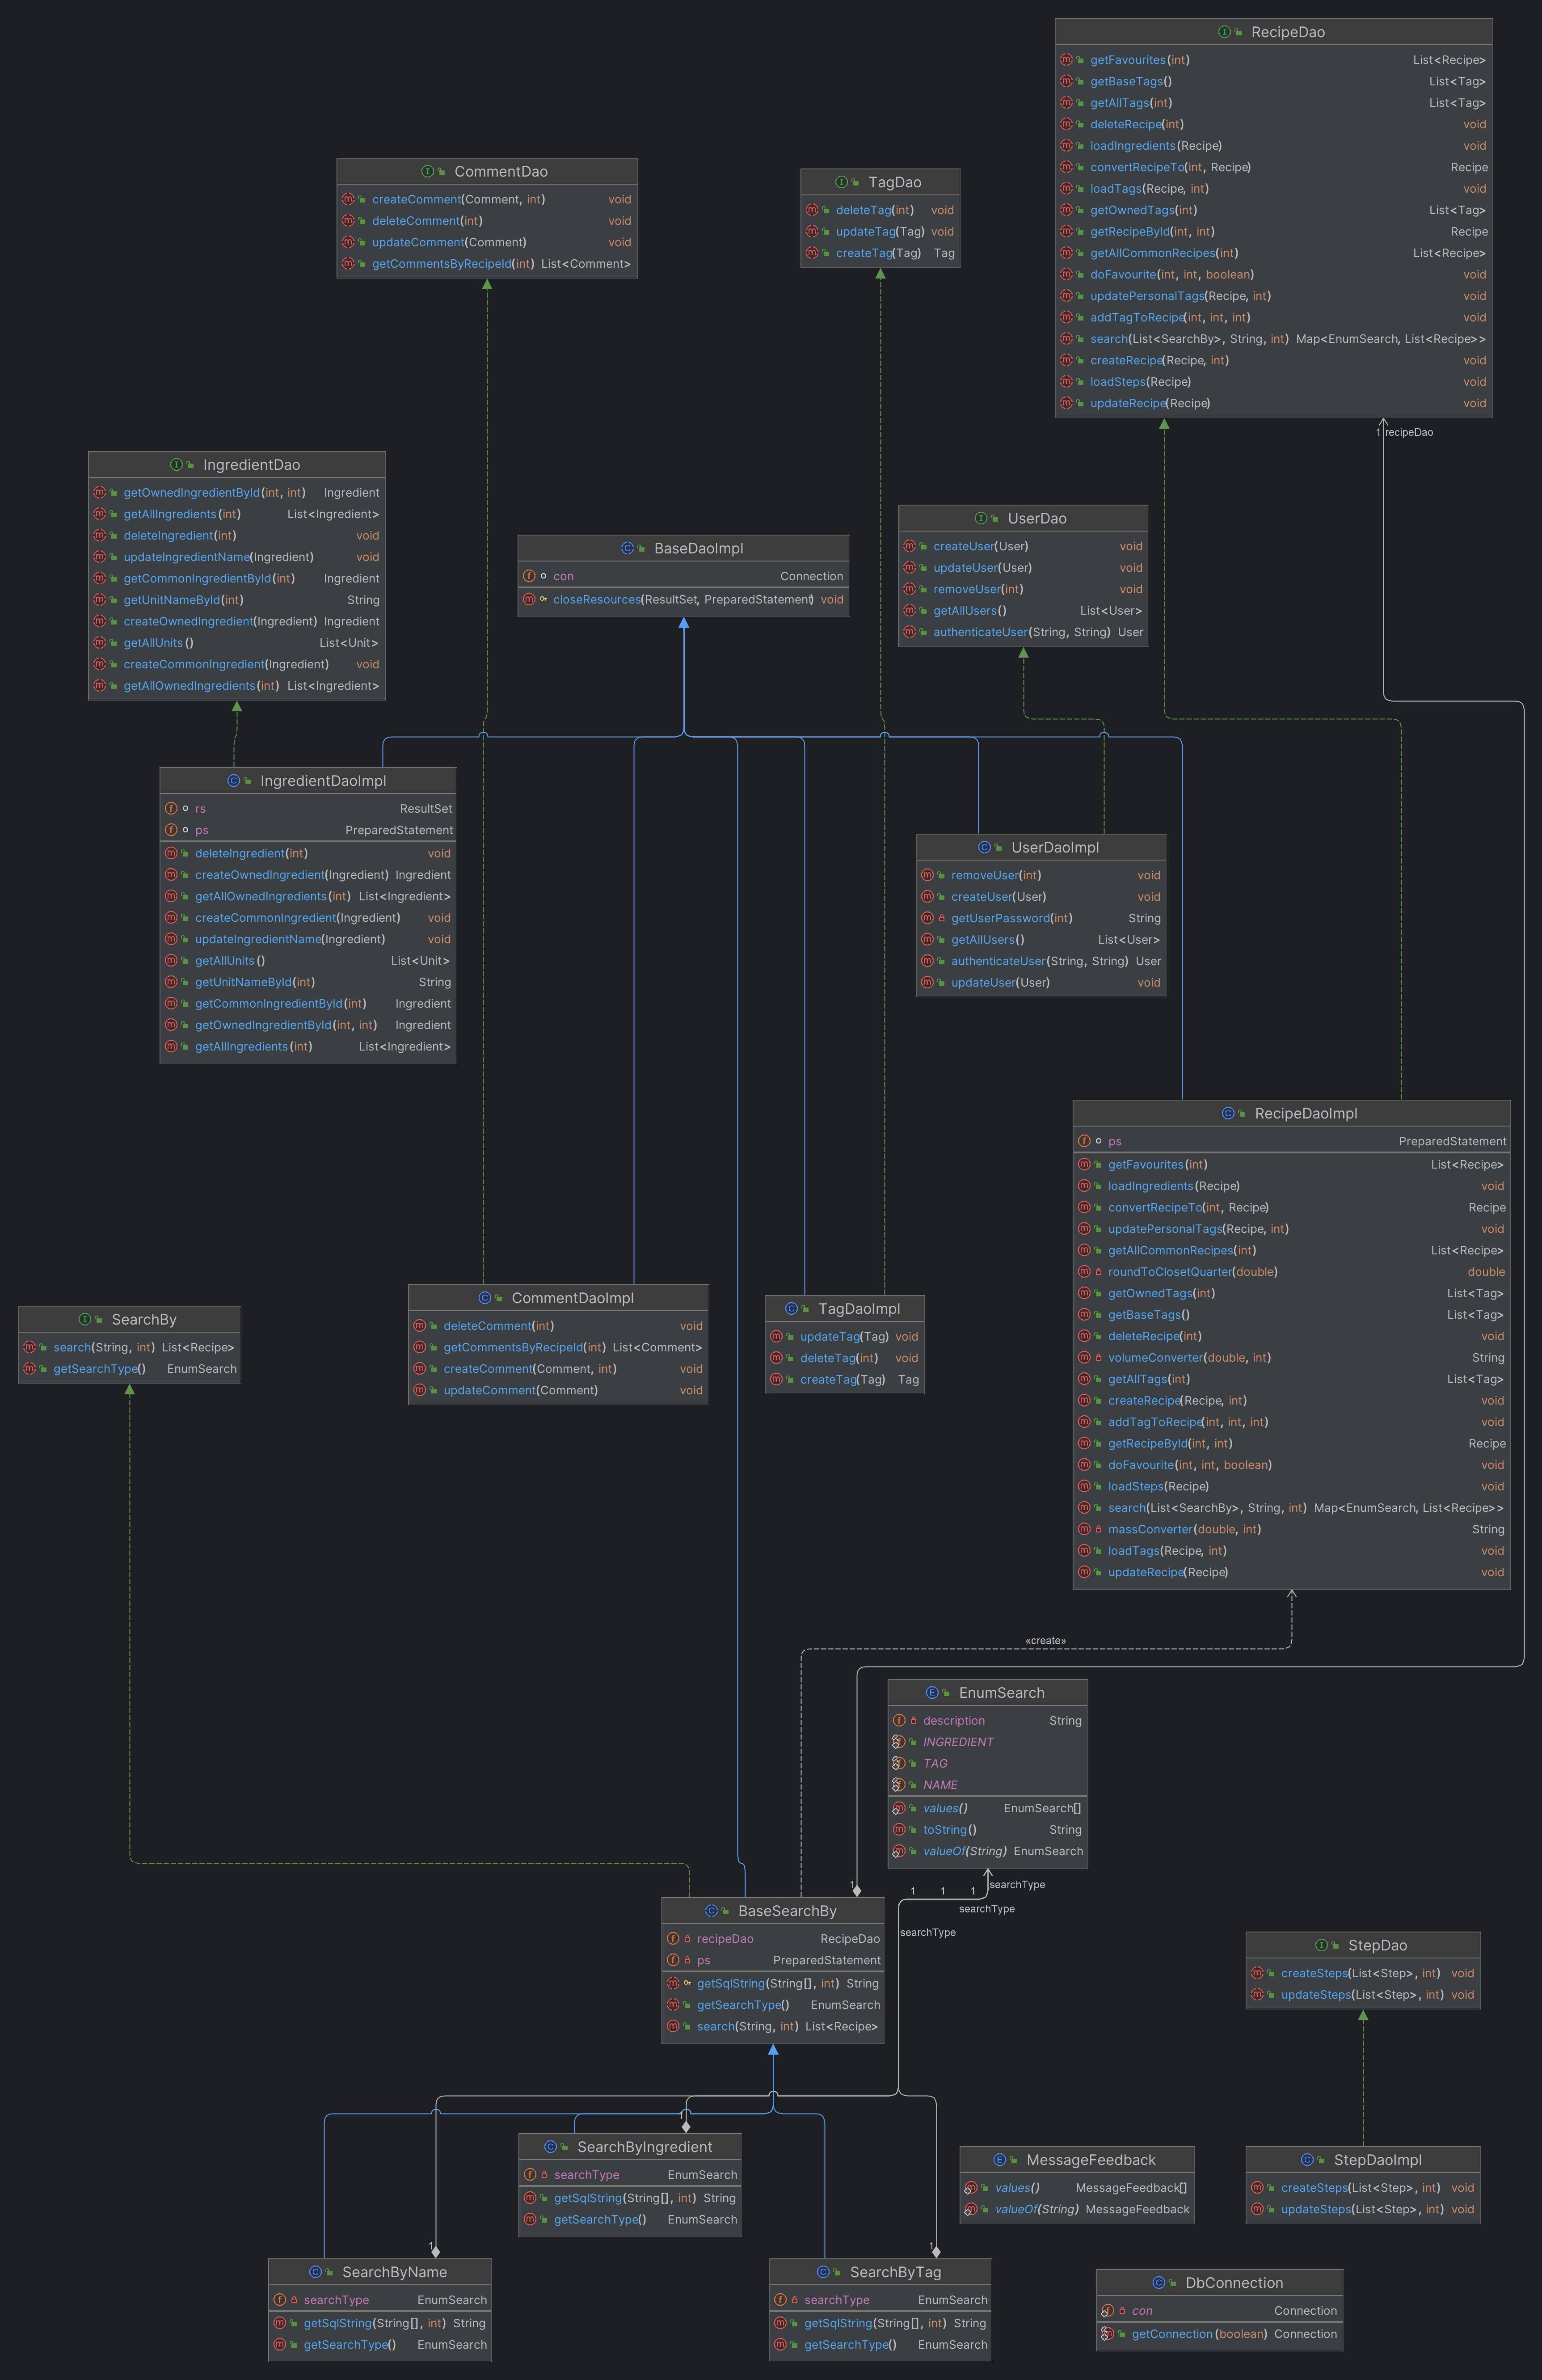 RecipeDao
getFavourites(int) List<Recipe>
getBaseTags() List<Tag>
getAllTags(int) List<Tag>
deleteRecipe(int) void
loadIngredients(Recipe) void
convertRecipeTo(int, Recipe) Recipe
loadTags(Recipe, int) void
getOwnedTags(int) List<Tag>
getRecipeById(int, int) Recipe
getAllCommonRecipes(int) List<Recipe>
doFavourite(int, int, boolean) void
updatePersonalTags(Recipe, int) void
addTagToRecipe(int, int, int) void
search(List<SearchBy>, String, int) Map<EnumSearch, List<Recipe>>
createRecipe(Recipe, int) void
loadSteps(Recipe) void
updateRecipe(Recipe) void
1 recipeDao
CommentDao
createComment(Comment, int) void
deleteComment(int) void
updateComment(Comment) void
getCommentsByRecipeId(int) List<Comment>
TagDao
deleteTag(int) void
updateTag(Tag) void
createTag(Tag) Tag
IngredientDao
getOwnedIngredientById(int, int) Ingredient
getAllIngredients(int) List<Ingredient>
deleteIngredient(int) void
updateIngredientName(Ingredient) void
getCommonIngredientById(int) Ingredient
getUnitNameById(int) String
createOwnedIngredient(Ingredient) Ingredient
getAllUnits() List<Unit>
createCommonIngredient(Ingredient) void
getAllOwnedIngredients(int) List<Ingredient>
BaseDaoImpl
con Connection
closeResources(ResultSet, PreparedStatement) void
UserDao
createUser(User) void
updateUser(User) void
removeUser(int) void
getAllUsers() List<User>
authenticateUser(String, String) User
IngredientDaoImpl
rs ResultSet
ps PreparedStatement
deleteIngredient(int) void
createOwnedIngredient(Ingredient) Ingredient
getAllOwnedIngredients(int) List<Ingredient>
createCommonIngredient(Ingredient) void
updateIngredientName(Ingredient) void
getAllUnits() List<Unit>
getUnitNameById(int) String
getCommonIngredientById(int) Ingredient
getOwnedIngredientById(int, int) Ingredient
getAllIngredients(int) List<Ingredient>
UserDaoImpl
removeUser(int) void
createUser(User) void
getUserPassword(int) String
getAllUsers() List<User>
authenticateUser(String, String) User
updateUser(User) void
RecipeDaoImpl
ps PreparedStatement
getFavourites(int) List<Recipe>
loadIngredients(Recipe) void
convertRecipeTo(int, Recipe) Recipe
updatePersonalTags(Recipe, int) void
getAllCommonRecipes(int) List<Recipe>
roundToClosetQuarter(double) double
getOwnedTags(int) List<Tag>
getBaseTags() List<Tag>
deleteRecipe(int) void
volumeConverter(double, int) String
getAllTags(int) List<Tag>
createRecipe(Recipe, int) void
addTagToRecipe(int, int, int) void
getRecipeById(int, int) Recipe
doFavourite(int, int, boolean) void
loadSteps(Recipe) void
search(List<SearchBy>, String, int) Map<EnumSearch, List<Recipe>>
massConverter(double, int) String
loadTags(Recipe, int) void
updateRecipe(Recipe) void
SearchBy
search(String, int) List<Recipe>
getSearchType() EnumSearch
CommentDaoImpl
deleteComment(int) void
getCommentsByRecipeId(int) List<Comment>
createComment(Comment, int) void
updateComment(Comment) void
TagDaoImpl
updateTag(Tag) void
deleteTag(int) void
createTag(Tag) Tag
«create»
EnumSearch
description String
INGREDIENT
TAG
NAME
values() EnumSearch[]
toString() String
valueOf(String) EnumSearch
1
1 1 1 searchType
searchType
searchType
BaseSearchBy
recipeDao RecipeDao
ps PreparedStatement
getSqlString(String[], int) String
getSearchType() EnumSearch
search(String, int) List<Recipe>
StepDao
createSteps(List<Step>, int) void
updateSteps(List<Step>, int) void
1
SearchByIngredient
searchType EnumSearch
getSqlString(String[], int) String
getSearchType() EnumSearch
MessageFeedback
values() MessageFeedback[]
valueOf(String) MessageFeedback
StepDaoImpl
createSteps(List<Step>, int) void
updateSteps(List<Step>, int) void
1
SearchByName
searchType EnumSearch
getSqlString(String[], int) String
getSearchType() EnumSearch
1
SearchByTag
searchType EnumSearch
getSqlString(String[], int) String
getSearchType() EnumSearch
DbConnection
con Connection
getConnection(boolean) Connection